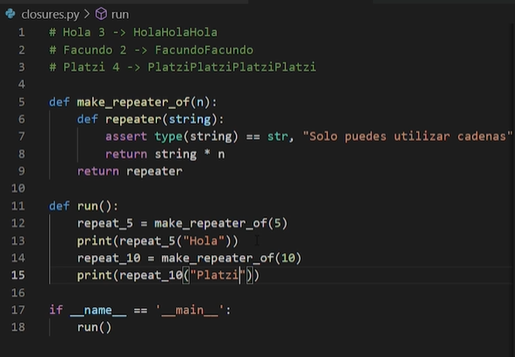 closures.py > run
1 # Hola 3 -> HolaHolaHola
2 # Facundo 2 -> FacundoFacundo
3 # Platzi 4 -> PlatziPlatziPlatziPlatzi
4
5 def make_repeater_of(n):
6     def repeater(string):
7         assert type(string) == str, "Solo puedes utilizar cadenas"
8         return string * n
9     return repeater
10
11 def run():
12     repeat_5 = make_repeater_of(5)
13     print(repeat_5("Hola"))
14     repeat_10 = make_repeater_of(10)
15     print(repeat_10("Platzi"))
16
17 if __name__ == '__main__':
18     run()